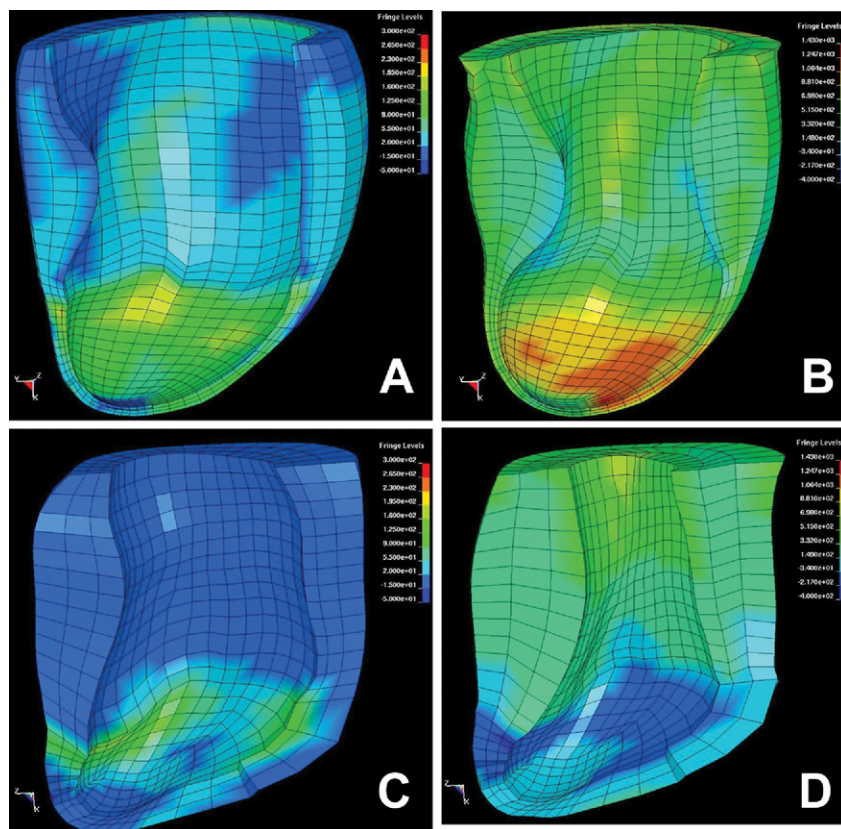 Fringe Levels
3.000e+02
2.650e+02
2.300e+02
1.950e+02
1.600e+02
1.250e+02
9.000e+01
5.500e+01
2.000e+01
-1.500e+01
-5.000e+01
Y Z
X
A
Fringe Levels
1.430e+03
1.247e+03
1.064e+03
8.810e+02
6.980e+02
5.150e+02
3.320e+02
1.490e+02
-3.400e+01
-2.170e+02
-4.000e+02
Y Z
X
B
Fringe Levels
3.000e+02
2.650e+02
2.300e+02
1.950e+02
1.600e+02
1.250e+02
9.000e+01
5.500e+01
2.000e+01
-1.500e+01
-5.000e+01
Z
X
C
Fringe Levels
1.430e+03
1.247e+03
1.064e+03
8.810e+02
6.980e+02
5.150e+02
3.320e+02
1.490e+02
-3.400e+01
-2.170e+02
-4.000e+02
Z
X
D